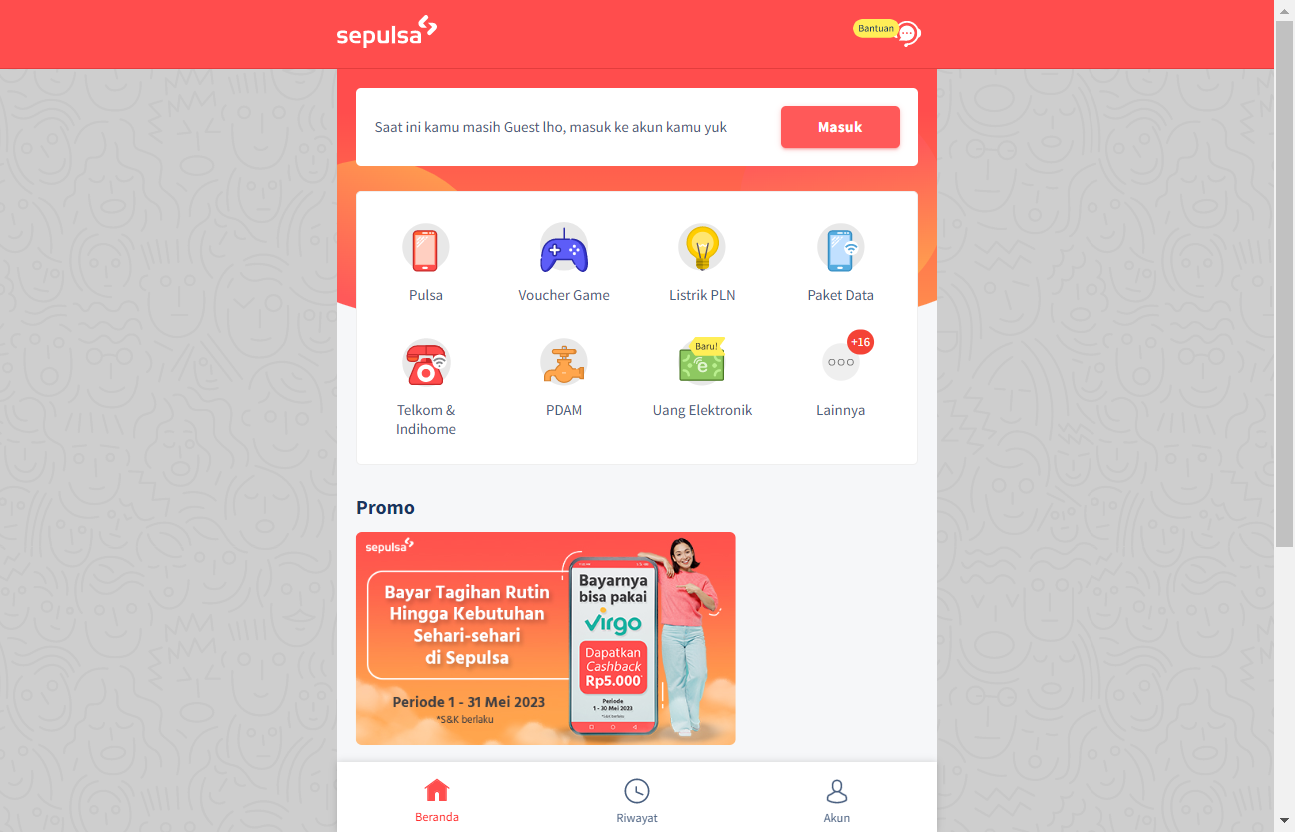 sepulsa
Bantuan
Saat ini kamu masih Guest lho, masuk ke akun kamu yuk
Masuk
Pulsa
Voucher Game
Listrik PLN
Paket Data
Baru!
+16
Telkom &
Indihome
PDAM
Uang Elektronik
Lainnya
Promo
sepulsa
Bayar Tagihan Rutin
Hingga Kebutuhan
Sehari-sehari
di Sepulsa
Periode 1 - 31 Mei 2023
*S&K berlaku
Bayarnya
bisa pakai
virgo
Dapatkan
Cashback
Rp5.000
Periode
1 - 30 Mei 2023
Beranda
Riwayat
Akun